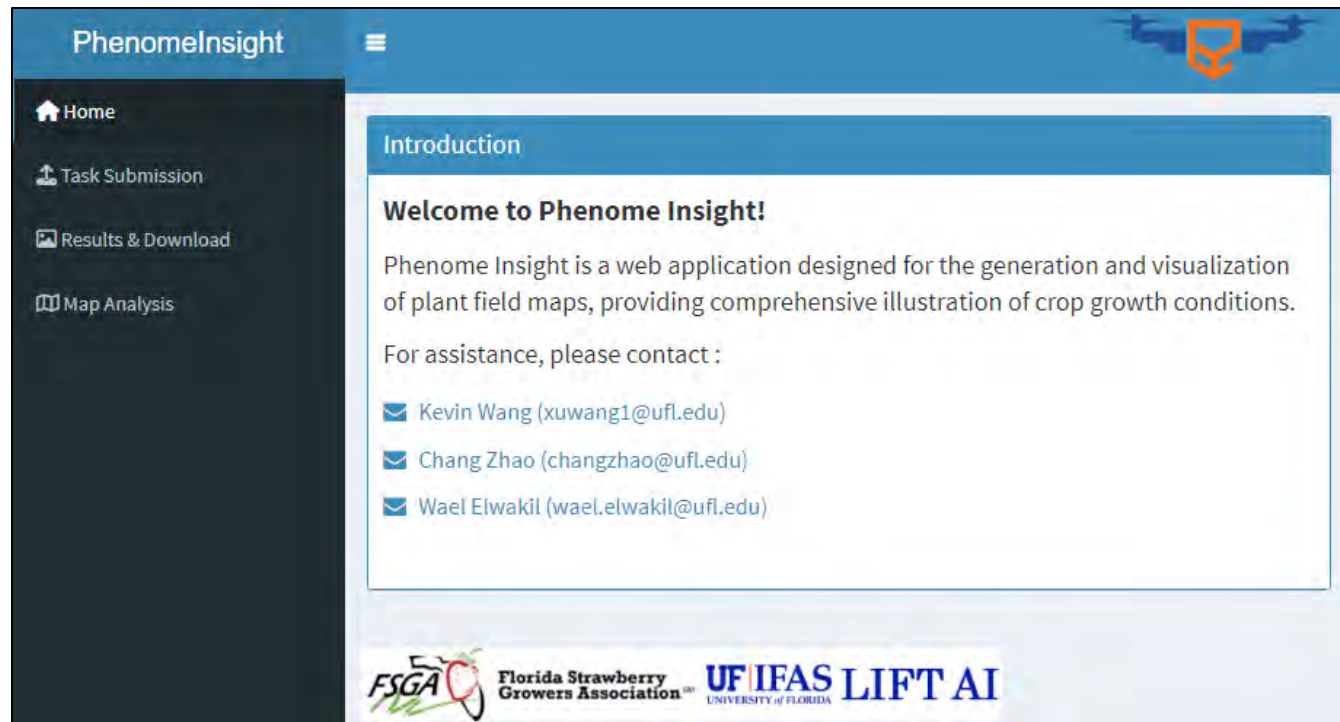 PhenomeInsight
Home
Task Submission
Results & Download
Map Analysis
Introduction
Welcome to Phenome Insight!
Phenome Insight is a web application designed for the generation and visualization
of plant field maps, providing comprehensive illustration of crop growth conditions.
For assistance, please contact :
Kevin Wang (xuwang1@ufl.edu)
Chang Zhao (changzhao@ufl.edu)
Wael Elwakil (wael.elwakil@ufl.edu)
FSGA
Florida Strawberry
Growers Association
UF IFAS
UNIVERSITY of FLORIDA
LIFT AI